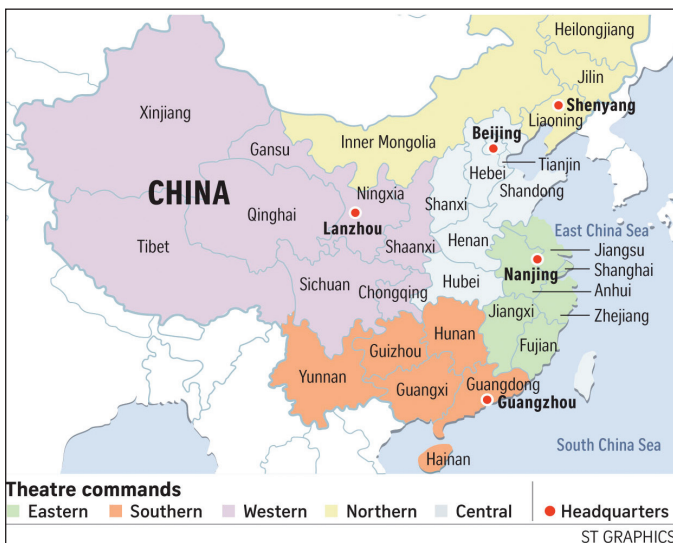 Heilongjiang
Jilin
Shenyang
Liaoning
Xinjiang
Inner Mongolia
Beijing
Gansu
Tianjin
Hebei
CHINA
Ningxia
Shandong
Shanxi
Qinghai
Lanzhou
East China Sea
Tibet
Shaanxi
Henan
Jiangsu
Shanghai
Nanjing
Sichuan
Hubei
Anhui
Chongqing
Jiangxi
Zhejiang
Hunan
Guizhou
Fujian
Yunnan
Guangxi
Guangdong
Guangzhou
South China Sea
Hainan
Theatre commands
Eastern Southern Western Northern Central Headquarters
ST GRAPHICS